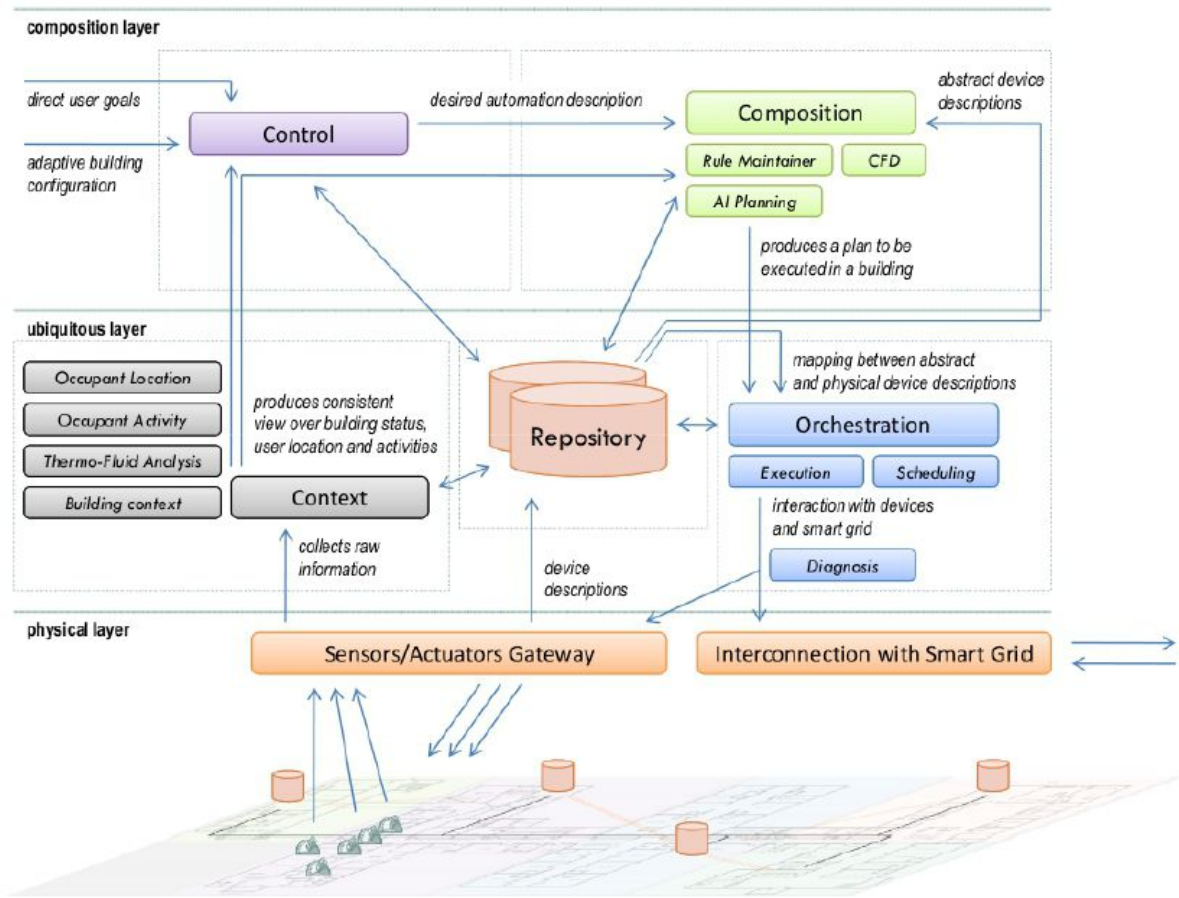 composition layer
direct user goals
adaptive building
configuration
Control
desired automation description
Composition
abstract device
descriptions
Rule Maintainer
CFD
AI Planning
produces a plan to be
executed in a building
ubiquitous layer
Occupant Location
Occupant Activity
Thermo-Fluid Analysis
Building context
produces consistent
view over building status,
user location and activities
Context
Repository
mapping between abstract
and physical device descriptions
Orchestration
Execution
Scheduling
interaction with devices
and smart grid
Diagnosis
collects raw
information
device
descriptions
physical layer
Sensors/Actuators Gateway
Interconnection with Smart Grid